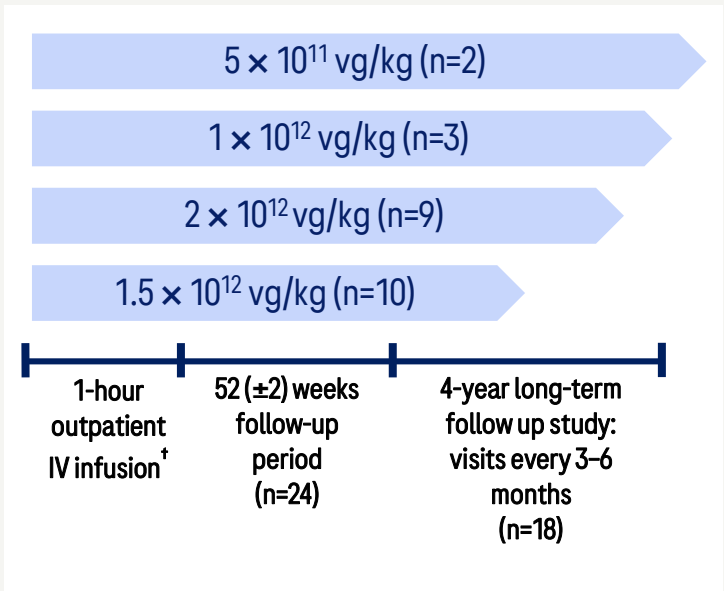 5 × 10¹¹ vg/kg (n=2)
1 × 10¹² vg/kg (n=3)
2 × 10¹² vg/kg (n=9)
1.5 × 10¹² vg/kg (n=10)
1-hour
outpatient
IV infusion†
52 (±2) weeks
follow-up
period
(n=24)
4-year long-term
follow up study:
visits every 3–6
months
(n=18)